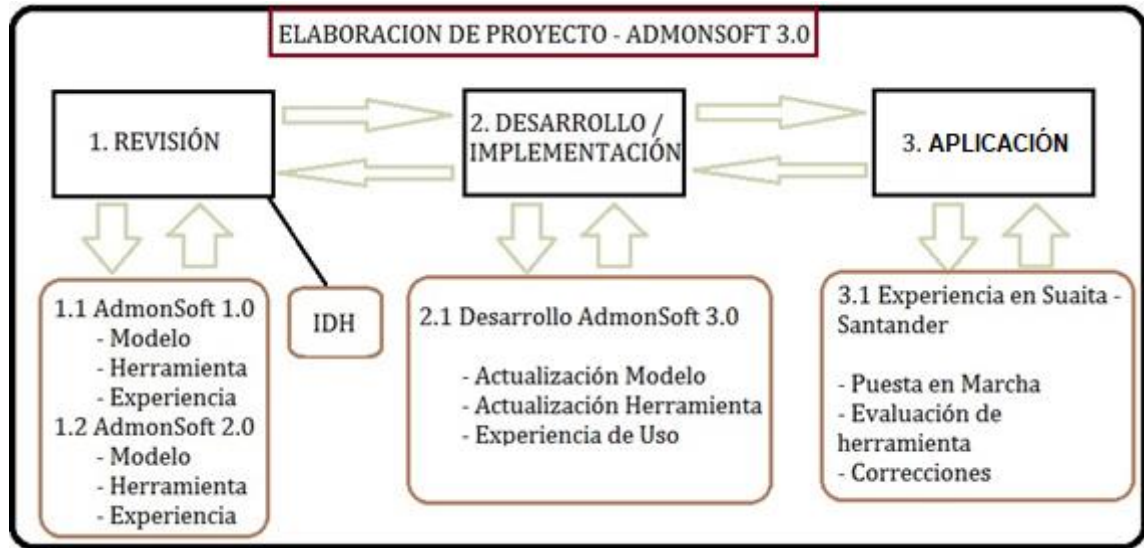 ELABORACION DE PROYECTO - ADMONSOFT 3.0
1. REVISIÓN
2. DESARROLLO /
IMPLEMENTACIÓN
3. APLICACIÓN
1.1 AdmonSoft 1.0
- Modelo
- Herramienta
- Experiencia
1.2 AdmonSoft 2.0
- Modelo
- Herramienta
- Experiencia
IDH
2.1 Desarrollo AdmonSoft 3.0
- Actualización Modelo
- Actualización Herramienta
- Experiencia de Uso
3.1 Experiencia en Suaita -
Santander
- Puesta en Marcha
- Evaluación de
herramienta
- Correcciones